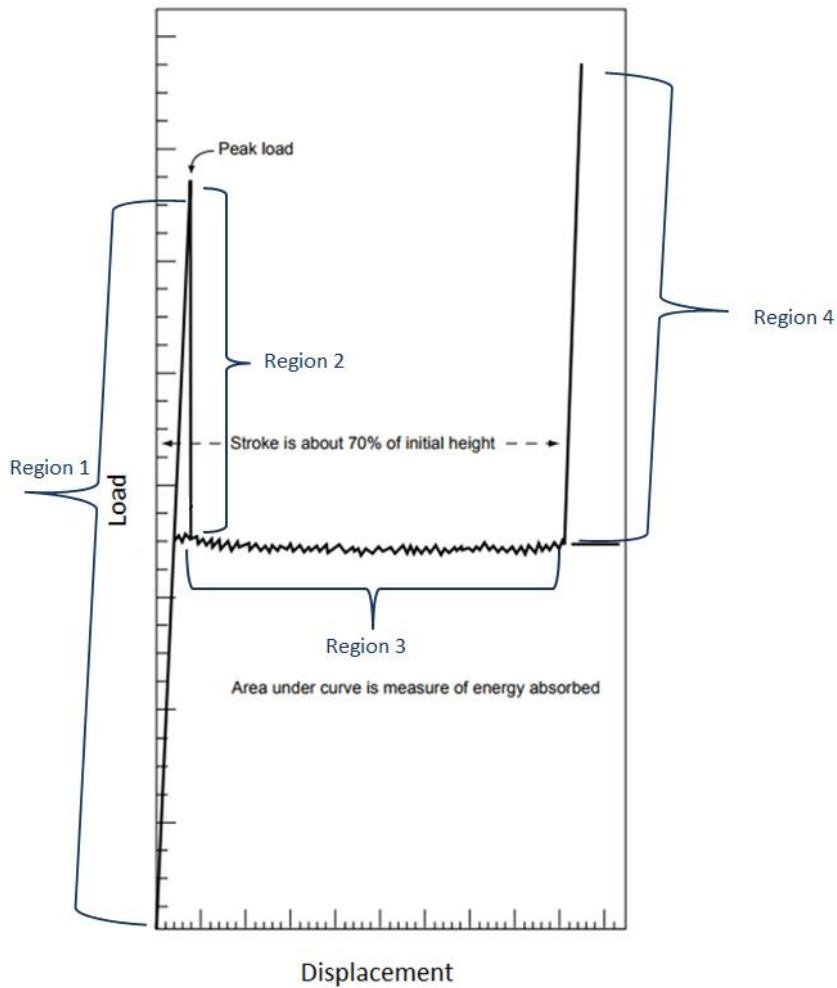 Peak load
Region 2
Region 4
Stroke is about 70% of initial height
Region 1
Load
Region 3
Area under curve is measure of energy absorbed
Displacement